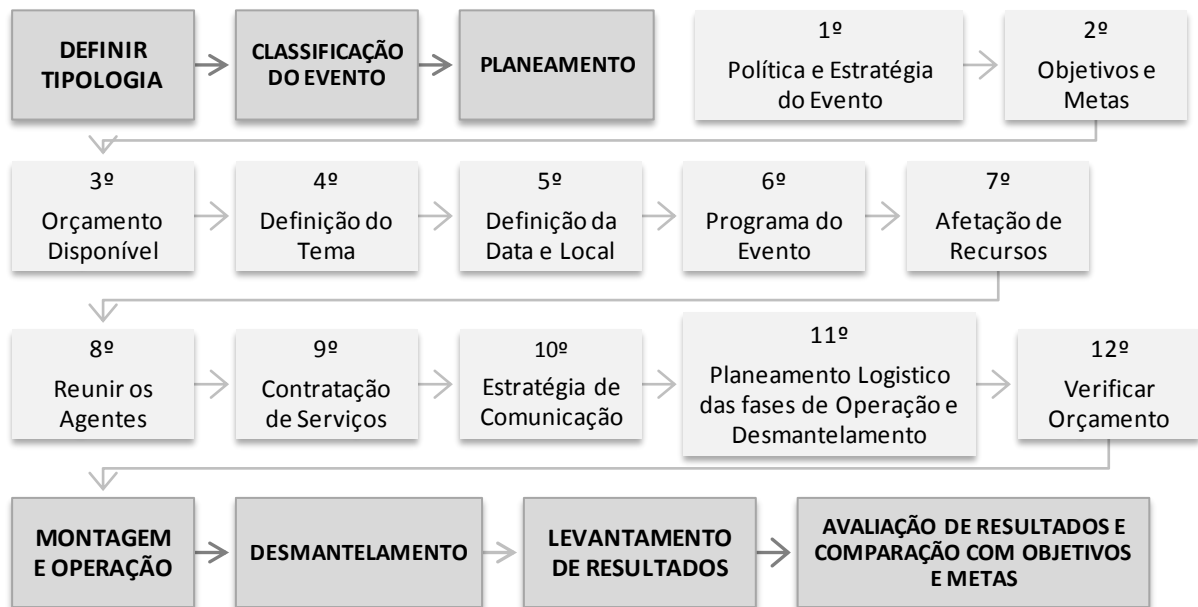 DEFINIR
TIPOLOGIA
CLASSIFICAÇÃO
DO EVENTO
PLANEAMENTO
1º
Política e Estratégia
do Evento
2º
Objetivos e
Metas
3º
Orçamento
Disponível
4º
Definição do
Tema
5º
Definição da
Data e Local
6º
Programa do
Evento
7º
Afetação de
Recursos
8º
Reunir os
Agentes
9º
Contratação
de Serviços
10º
Estratégia de
Comunicação
11º
Planeamento Logistico
das fases de Operação e
Desmantelamento
12º
Verificar
Orçamento
MONTAGEM
E OPERAÇÃO
DESMANTELAMENTO
LEVANTAMENTO
DE RESULTADOS
AVALIAÇÃO DE RESULTADOS E
COMPARAÇÃO COM OBJETIVOS
E METAS